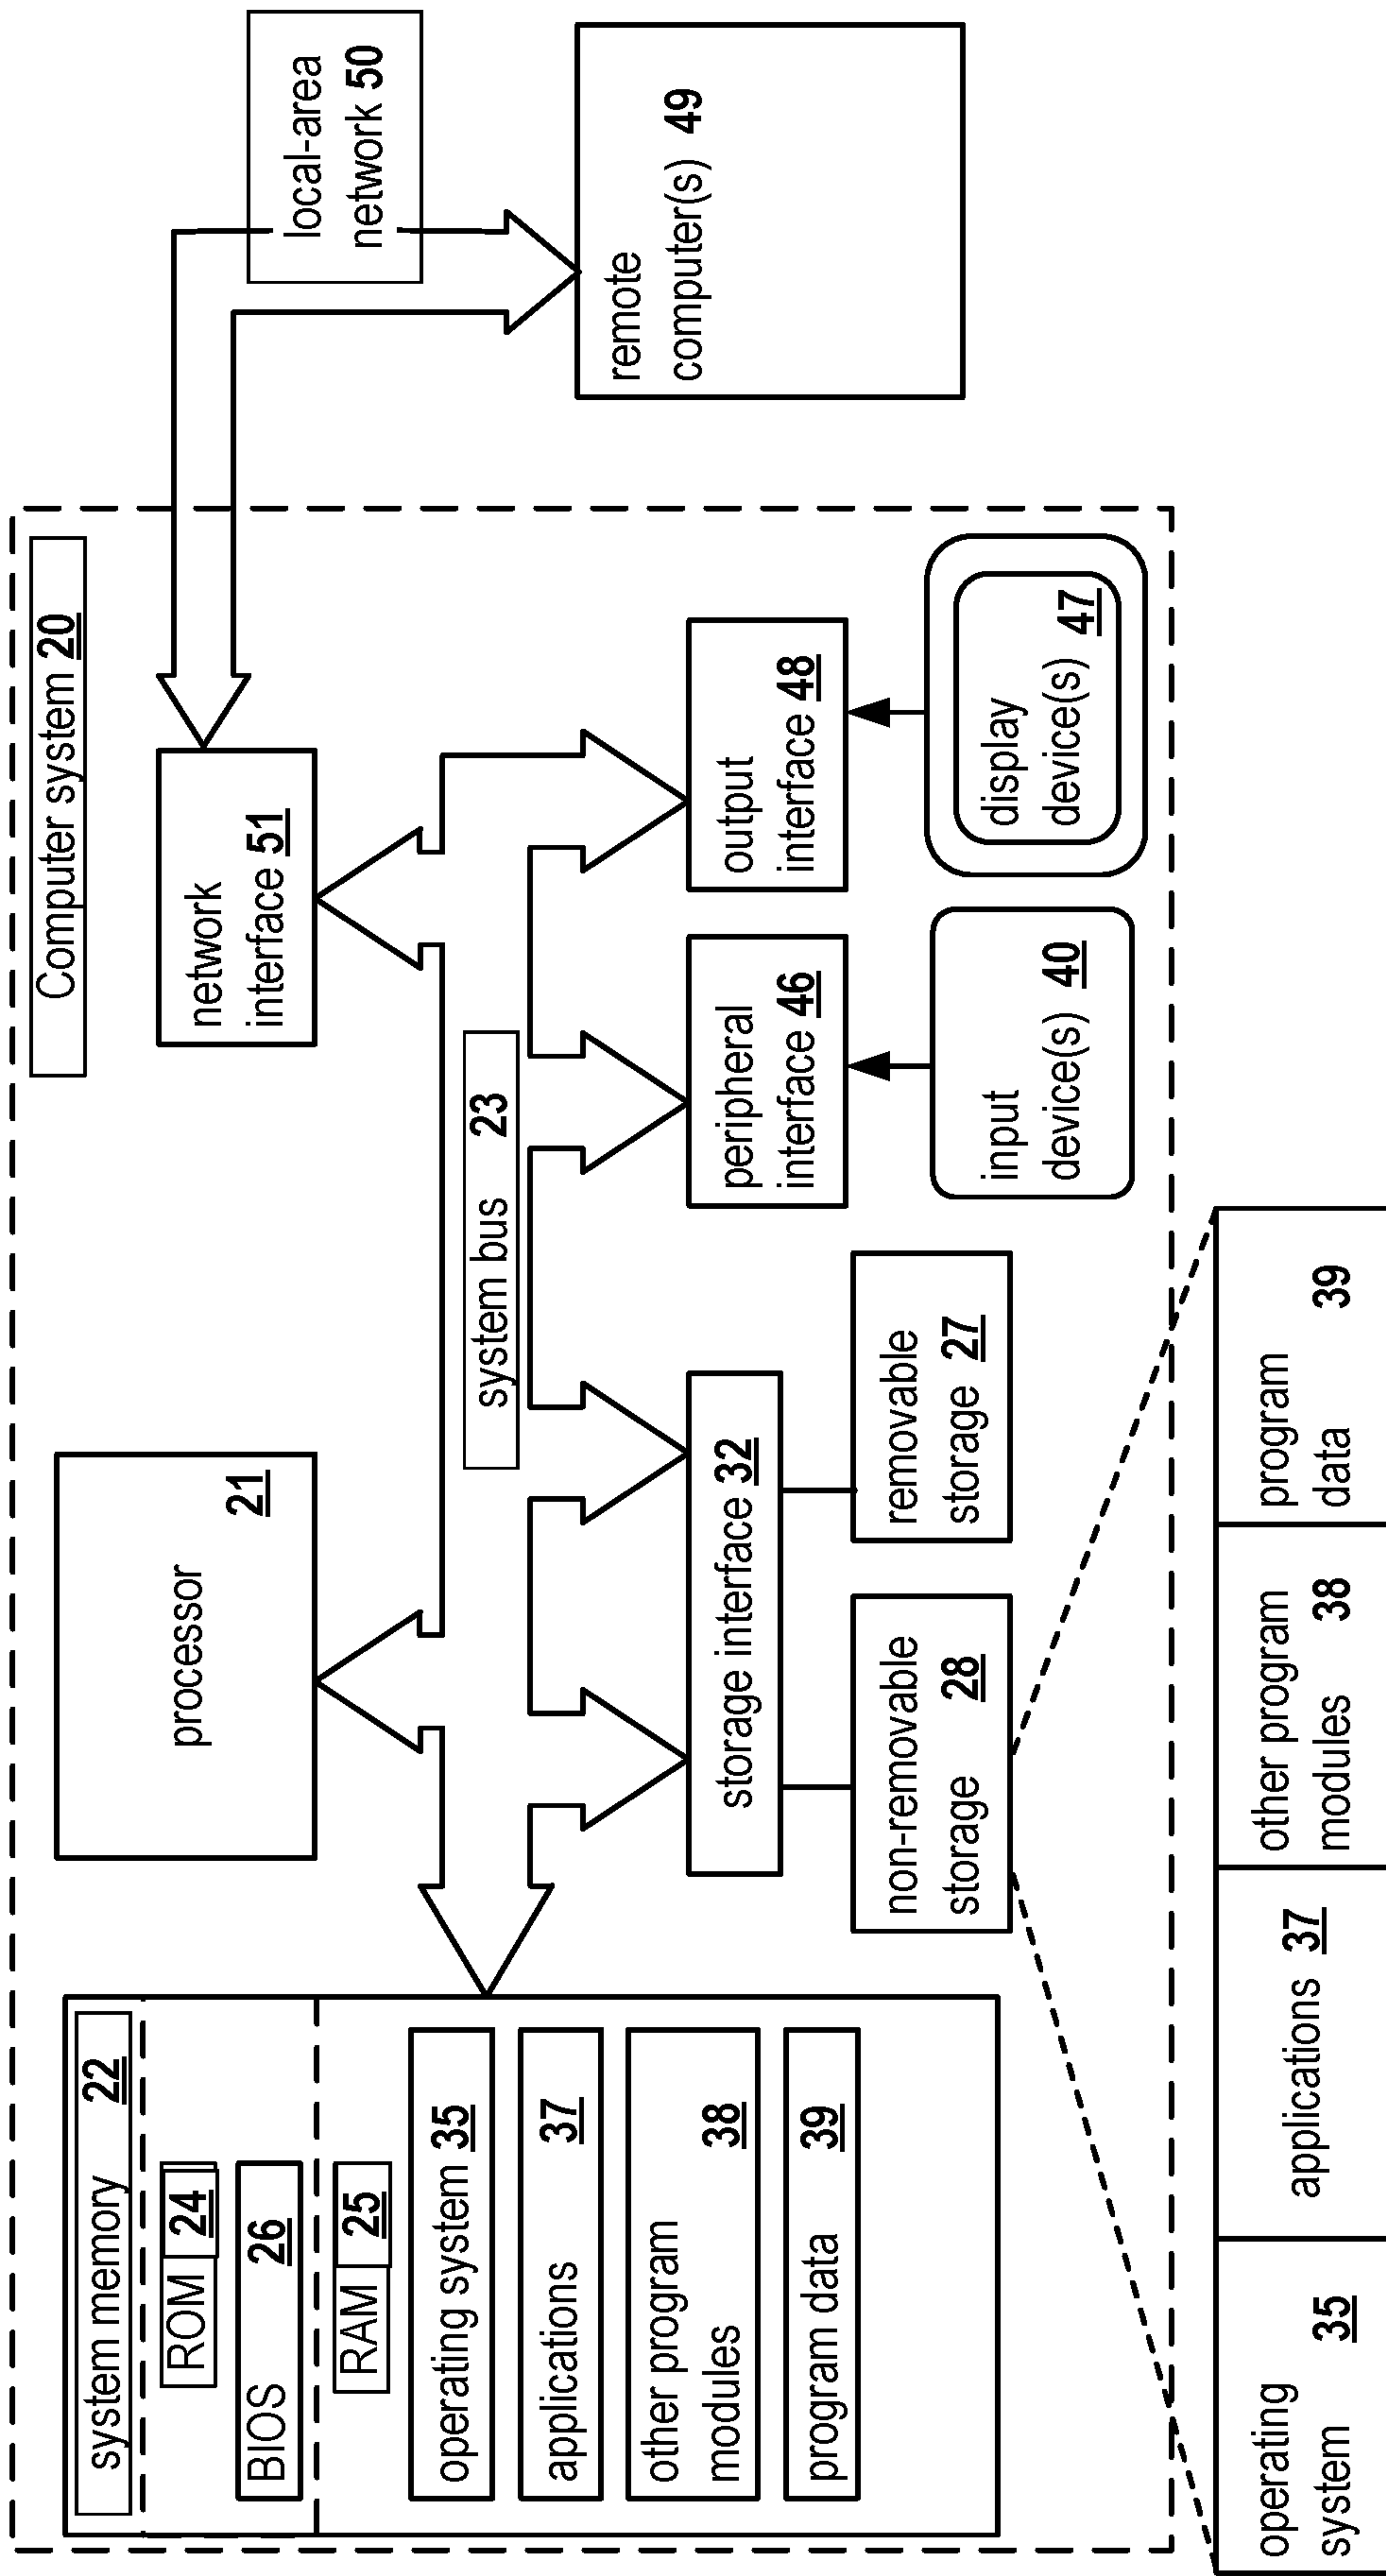 Computer system 20
system memory 22
ROM 24
BIOS 26
RAM 25
operating system 35
applications 37
other program
modules 38
program data 39
processor
21
network
interface 51
local-area
network 50
system bus 23
remote
computer(s) 49
storage interface 32
peripheral
interface 46
output
interface 48
non-removable
storage 28
removable
storage 27
input
device(s) 40
display
device(s) 47
operating
system 35
applications 37
other program
modules 38
program
data 39